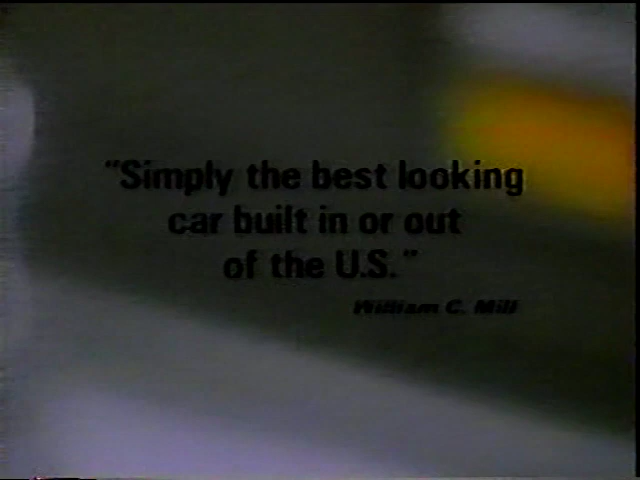 "Simply the best looking
car built in or out
of the U.S."
William C. Mill